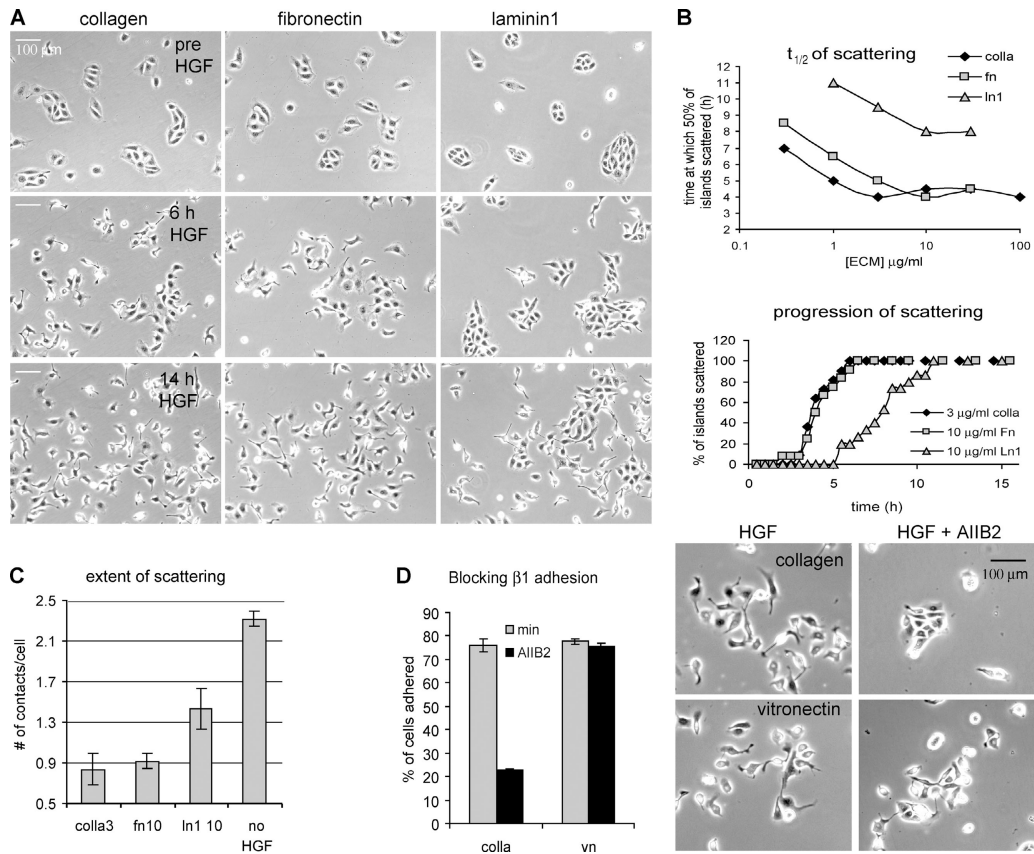 A
collagen
fibronectin
laminin1
pre
HGF
100 μm
6 h
HGF
14 h
HGF
B
t1/2 of scattering
colla
fn
ln1
time at which 50% of
islands scattered (h)
12
11
10
9
8
7
6
5
4
3
2
0.1
1
10
100
[ECM] μg/ml
progression of scattering
% of islands scattered
120
100
80
60
40
20
0
3 μg/ml colla
10 μg/ml Fn
10 μg/ml Ln1
0
5
10
15
time (h)
C
extent of scattering
# of contacts/cell
2.5
2.1
1.7
1.3
0.9
0.5
colla3
fn10
ln1 10
no
HGF
D
Blocking β1 adhesion
% of cells adhered
90
80
70
60
50
40
30
20
10
0
min
AIIB2
colla
vn
HGF
HGF + AIIB2
collagen
100 μm
vitronectin